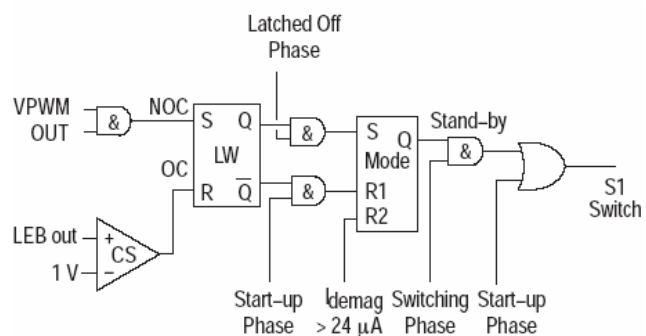 Latched Off
Phase
VPWM
OUT
&
NOC
S Q
LW
R Q
OC
&
&
S Q
Mode
R1
R2
Stand–by
&
S1
Switch
LEB out
+
CS
1 V
–
Start–up
Phase
Idemag
> 24 µA
Switching
Phase
Start–up
Phase